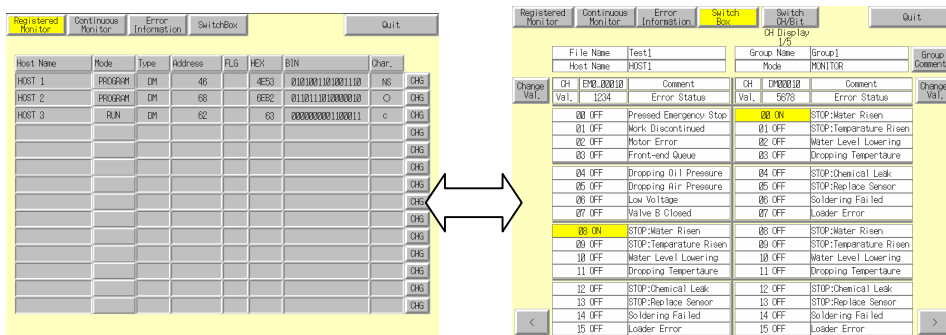 Registered Monitor Continuous Monitor Error Information SwitchBox Quit
Host Name Mode Type Address FLG HEX BIN Char.
HOST 1 PROGRAM DM 46 4E53 0101001101001110 NS CHG
HOST 2 PROGRAM DM 68 6EB2 0110111010000010 ○ CHG
HOST 3 RUN DM 62 63 0000000001100011 c CHG
CHG
CHG
CHG
CHG
CHG
CHG
CHG
CHG
CHG
CHG
CHG
Registered Monitor Continuous Monitor Error Information Switch Box Switch CH/Bit Quit
CH Display
1/5
File Name Test1 Group Name Group1 Group Comment
Host Name HOST1 Mode MONITOR
Change Val. CH EM0_00010 Comment CH DM00010 Comment Change Val.
Val. 1234 Error Status Val. 5678 Error Status
00 OFF Pressed Emergency Stop 00 ON STOP:Water Risen
01 OFF Work Discontinued 01 OFF STOP:Temparature Risen
02 OFF Motor Error 02 OFF Water Level Lowering
03 OFF Front-end Queue 03 OFF Dropping Tempertaure
04 OFF Dropping Oil Pressure 04 OFF STOP:Chemical Leak
05 OFF Dropping Air Pressure 05 OFF STOP:Replace Sensor
06 OFF Low Voltage 06 OFF Soldering Failed
07 OFF Valve B Closed 07 OFF Loader Error
08 ON STOP:Water Risen 08 OFF STOP:Water Risen
09 OFF STOP:Temparature Risen 09 OFF STOP:Temparature Risen
10 OFF Water Level Lowering 10 OFF Water Level Lowering
11 OFF Dropping Tempertaure 11 OFF Dropping Tempertaure
12 OFF STOP:Chemical Leak 12 OFF STOP:Chemical Leak
13 OFF STOP:Replace Sensor 13 OFF STOP:Replace Sensor
14 OFF Soldering Failed 14 OFF Soldering Failed
< 15 OFF Loader Error 15 OFF Loader Error >